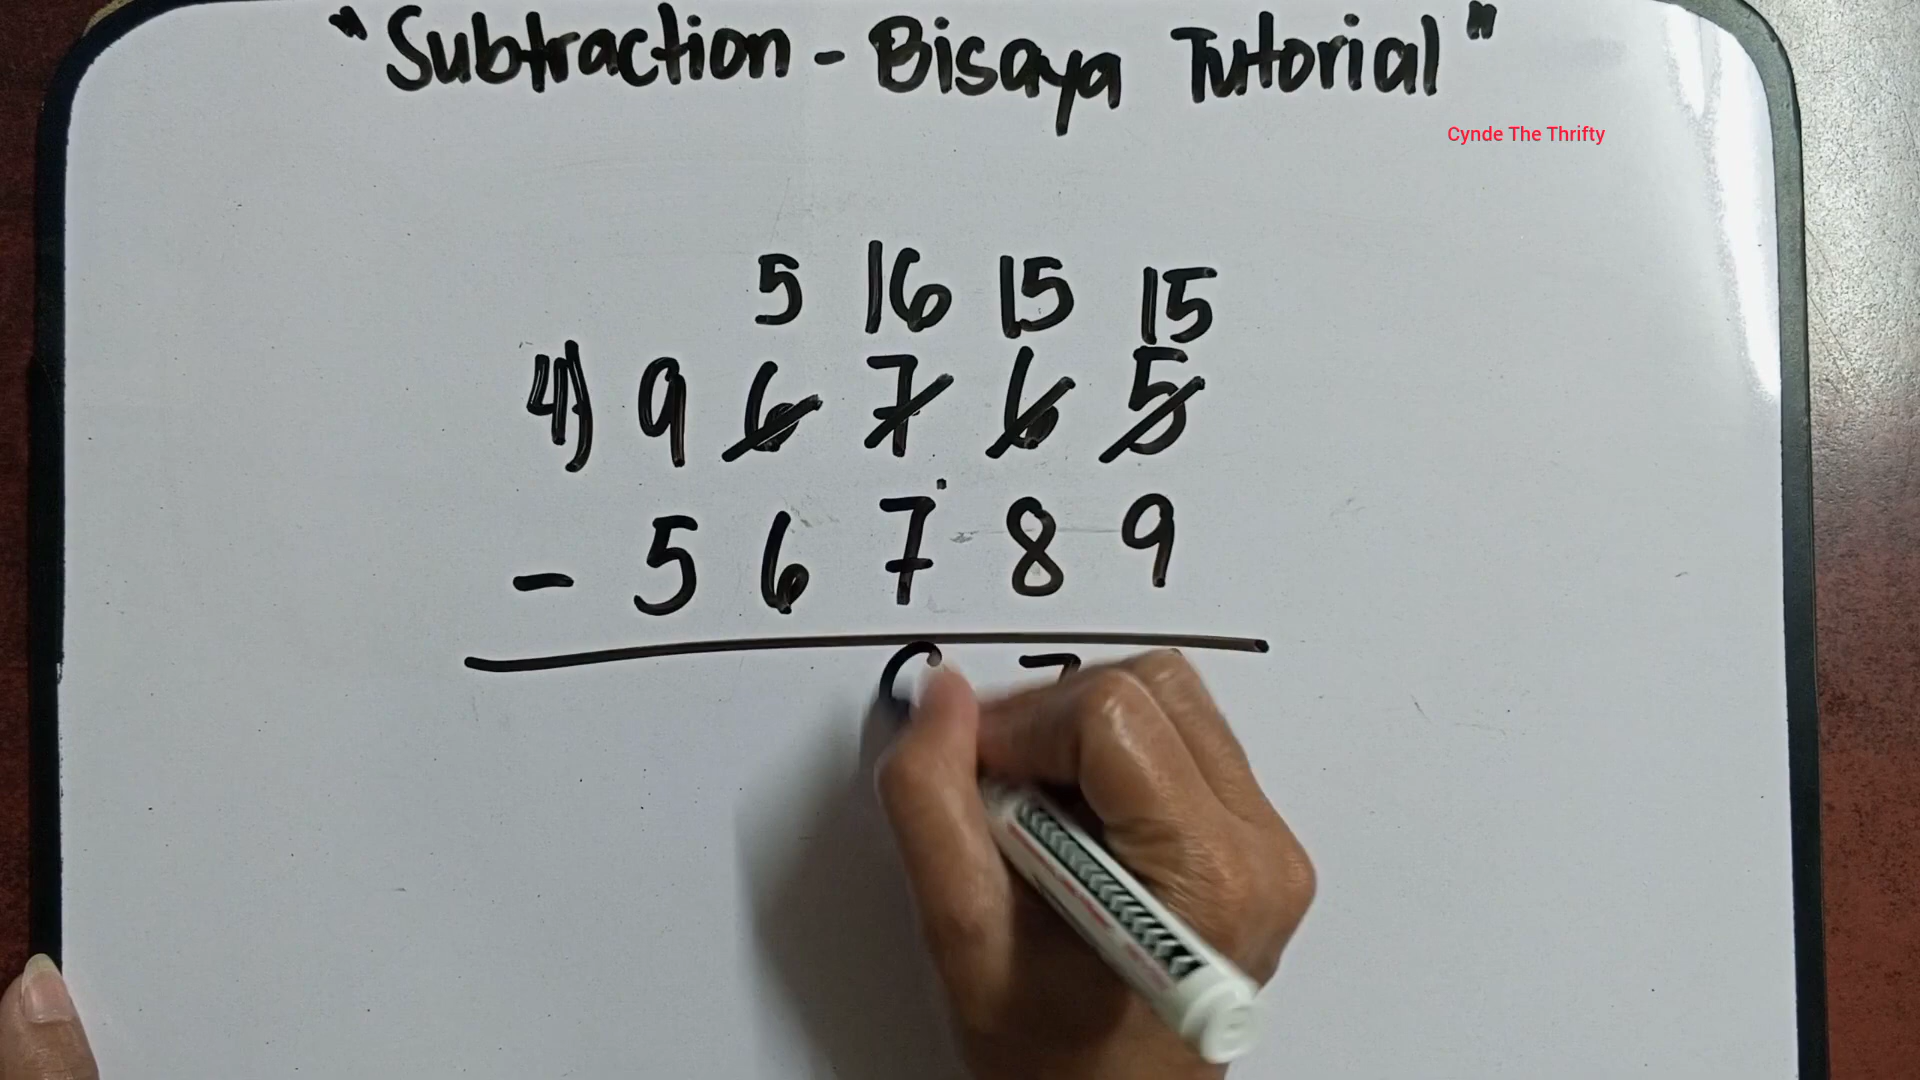 "Subtraction - Bisaya Tutorial"
Cynde The Thrifty
5 16 15 15
4) 9 6 7 6 5
- 5 6 7 8 9
7